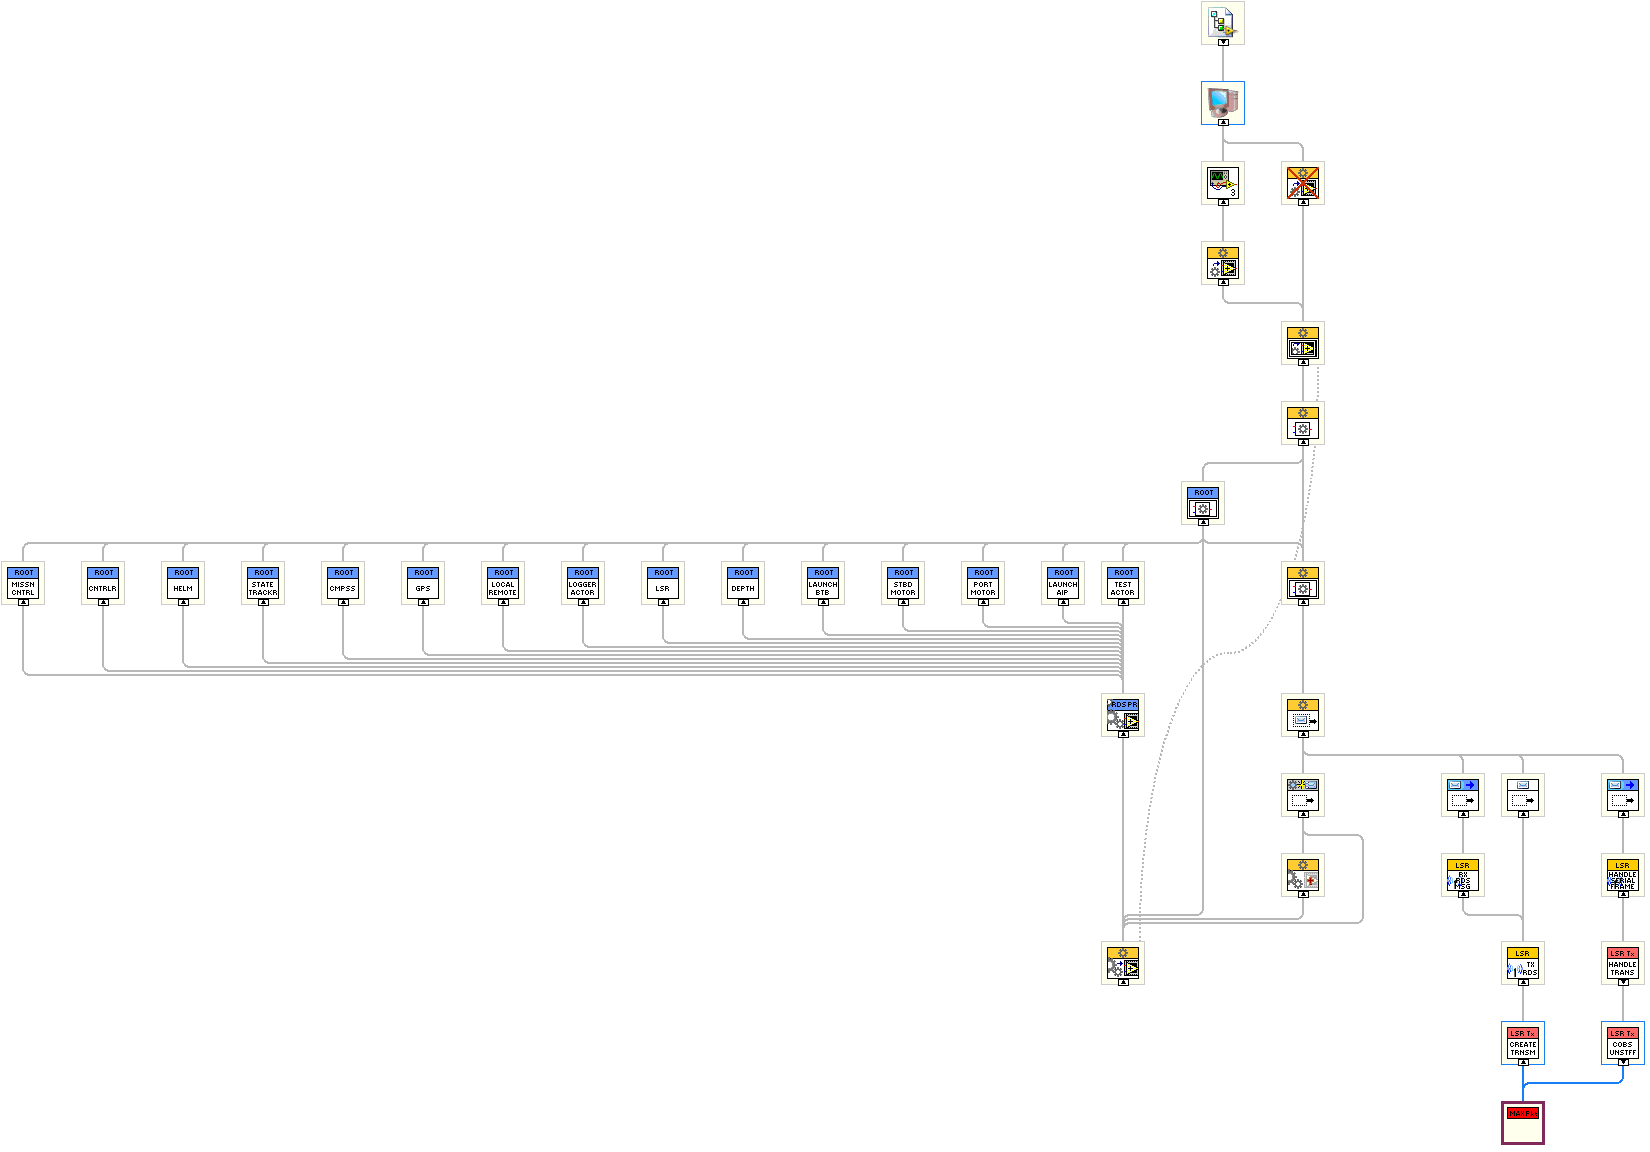 3
ROOT
ROOT
MISSN
CNTRL
ROOT
CNTRLR
ROOT
HELM
ROOT
STATE
TRACKR
ROOT
CMPSS
ROOT
GPS
ROOT
LOCAL
REMOTE
ROOT
LOGGER
ACTOR
ROOT
LSR
ROOT
DEPTH
ROOT
LAUNCH
BTB
ROOT
STBD
MOTOR
ROOT
PORT
MOTOR
ROOT
LAUNCH
AIP
ROOT
TEST
ACTOR
RDS PR
LSR
RX
RDS
MSG
LSR
HANDLE
SERIAL
FRAME
LSR
TX
RDS
LSR Tx
HANDLE
TRANS
LSR Tx
CREATE
TRNSM
LSR Tx
COBS
UNSTFF